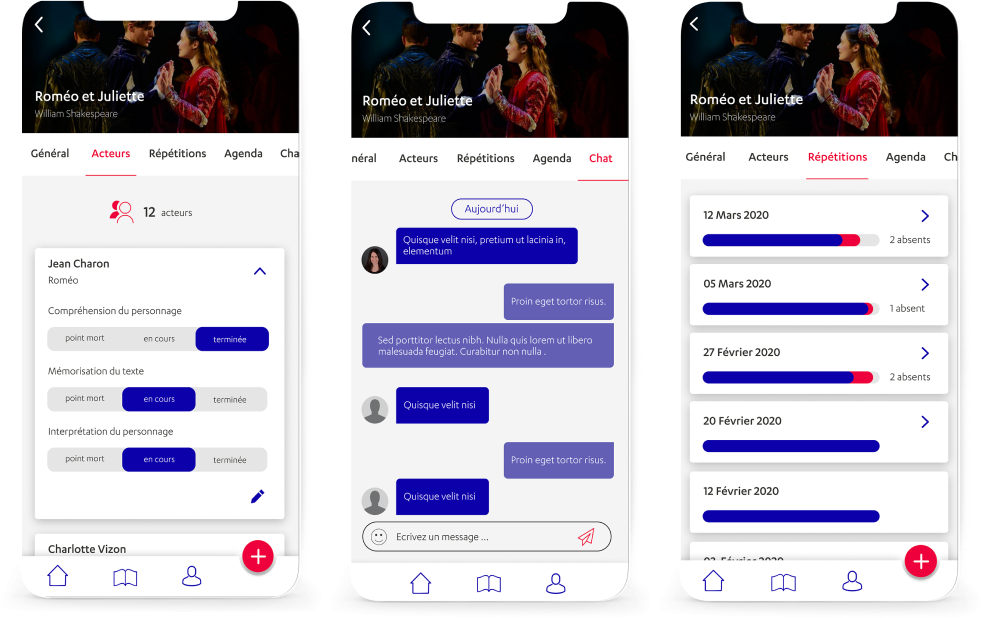 Roméo et Juliette
William Shakespeare
Général Acteurs Répétitions Agenda Cha
12 acteurs
Jean Charon
Roméo
Compréhension du personnage
point mort en cours terminée
Mémorisation du texte
point mort en cours terminée
Interprétation du personnage
point mort en cours terminée
Charlotte Vizon
Roméo et Juliette
William Shakespeare
néral Acteurs Répétitions Agenda Chat
Aujourd'hui
Quisque velit nisi, pretium ut lacinia in,
elementum
Proin eget tortor risus.
Sed porttitor lectus nibh. Nulla quis lorem ut libero
malesuada feugiat. Curabitur non nulla .
Quisque velit nisi
Proin eget tortor risus.
Quisque velit nisi
Ecrivez un message ...
Roméo et Juliette
William Shakespeare
Général Acteurs Répétitions Agenda Ch
12 Mars 2020
2 absents
05 Mars 2020
1 absent
27 Février 2020
2 absents
20 Février 2020
12 Février 2020